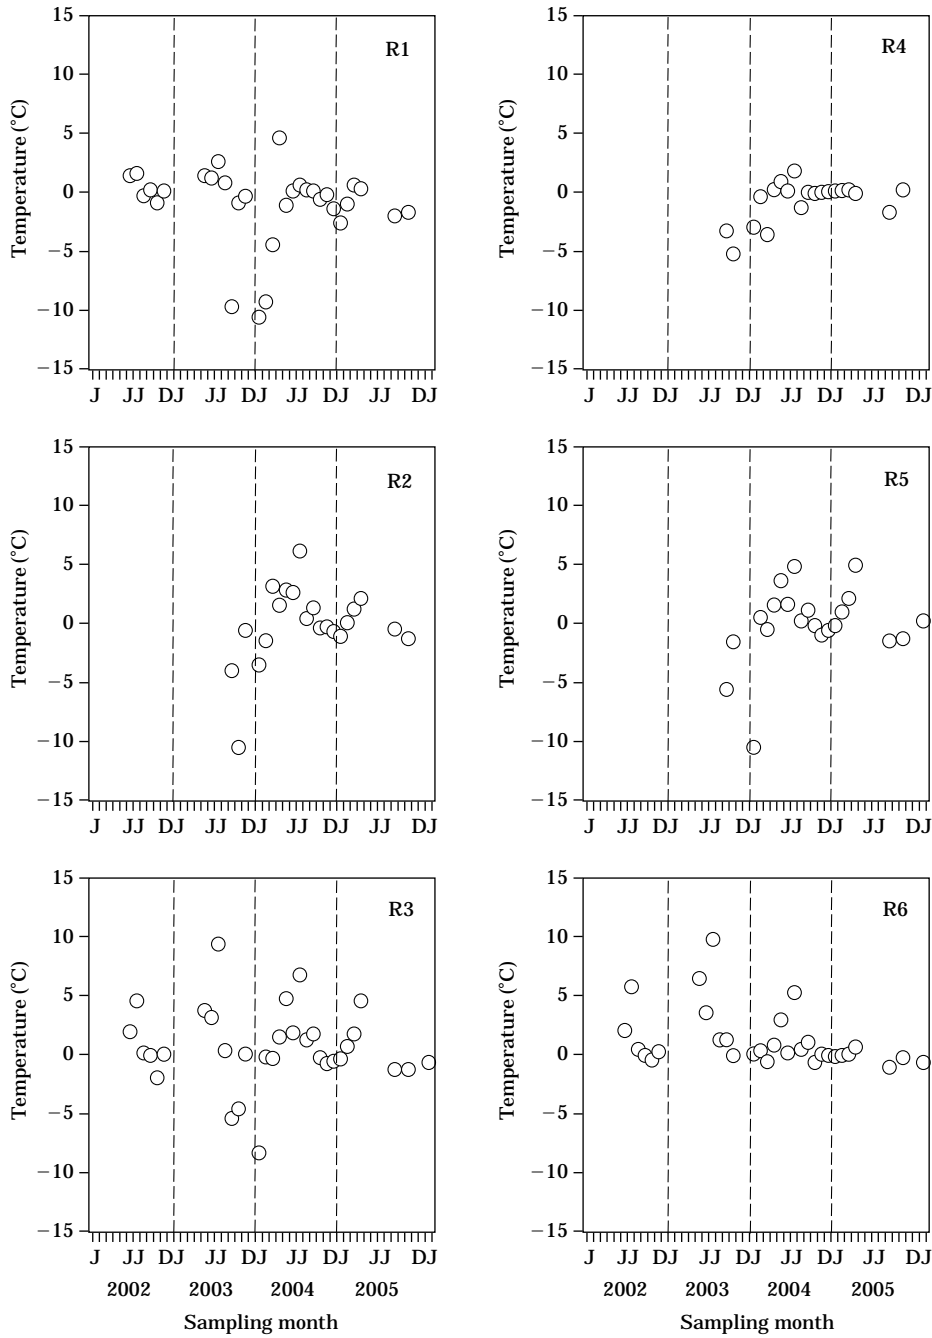 15
10
5
0
−5
−10
−15
Temperature (°C)
R1
J JJ DJ JJ DJ JJ DJ JJ DJ
15
10
5
0
−5
−10
−15
Temperature (°C)
R4
J JJ DJ JJ DJ JJ DJ JJ DJ
15
10
5
0
−5
−10
−15
Temperature (°C)
R2
J JJ DJ JJ DJ JJ DJ JJ DJ
15
10
5
0
−5
−10
−15
Temperature (°C)
R5
J JJ DJ JJ DJ JJ DJ JJ DJ
15
10
5
0
−5
−10
−15
Temperature (°C)
R3
J JJ DJ JJ DJ JJ DJ JJ DJ
2002 2003 2004 2005
Sampling month
15
10
5
0
−5
−10
−15
Temperature (°C)
R6
J JJ DJ JJ DJ JJ DJ JJ DJ
2002 2003 2004 2005
Sampling month